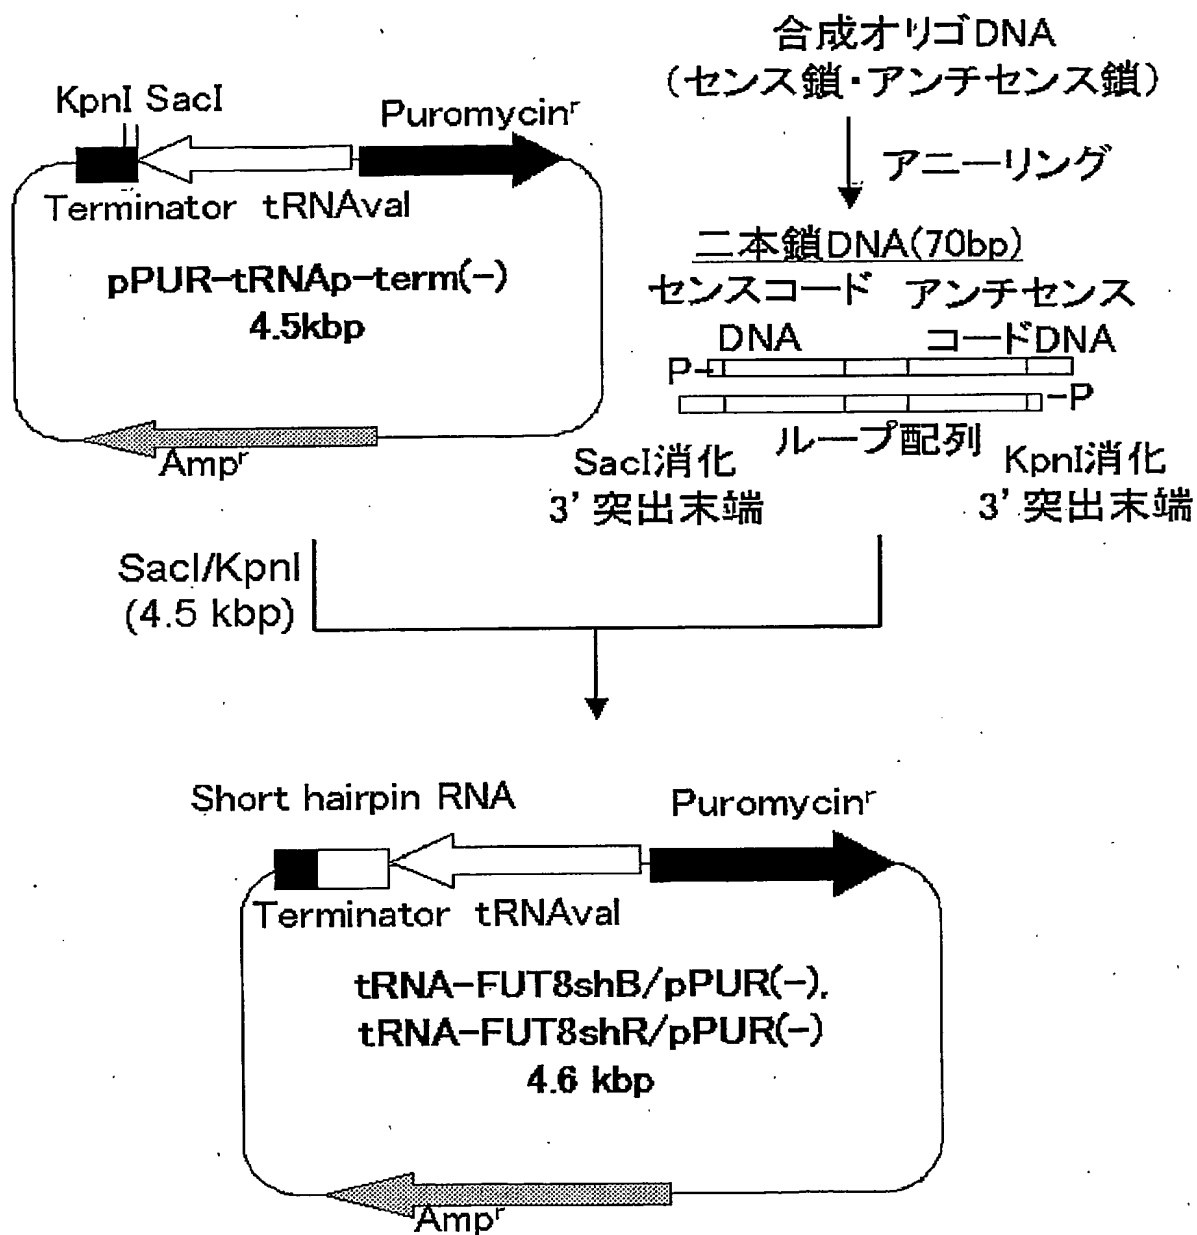 合成オリゴDNA
(センス鎖・アンチセンス鎖)
KpnI SacI
Puromycinʳ
アニーリング
Terminator tRNAval
pPUR-tRNAp-term(-)
4.5kbp
二本鎖DNA(70bp)
センスコード アンチセンス
DNA コードDNA
P-
-P
ループ配列
Ampʳ
SacI消化 KpnI消化
3’突出末端 3’突出末端
SacI/KpnI
(4.5 kbp)
Short hairpin RNA
Puromycinʳ
Terminator tRNAval
tRNA-FUT8shB/pPUR(-),
tRNA-FUT8shR/pPUR(-)
4.6 kbp
Ampʳ